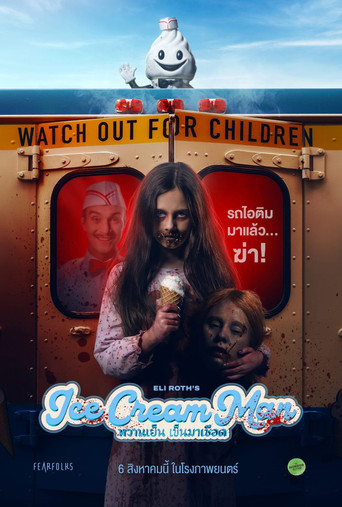 WATCH OUT FOR CHILDREN
รถไอติม
มาแล้ว...
ฆ่า!
ELI ROTH'S
Ice Cream Man
หวานเย็น เข็นมาเชือด
FEARFOLKS
6 สิงหาคมนี้ ในโรงภาพยนตร์